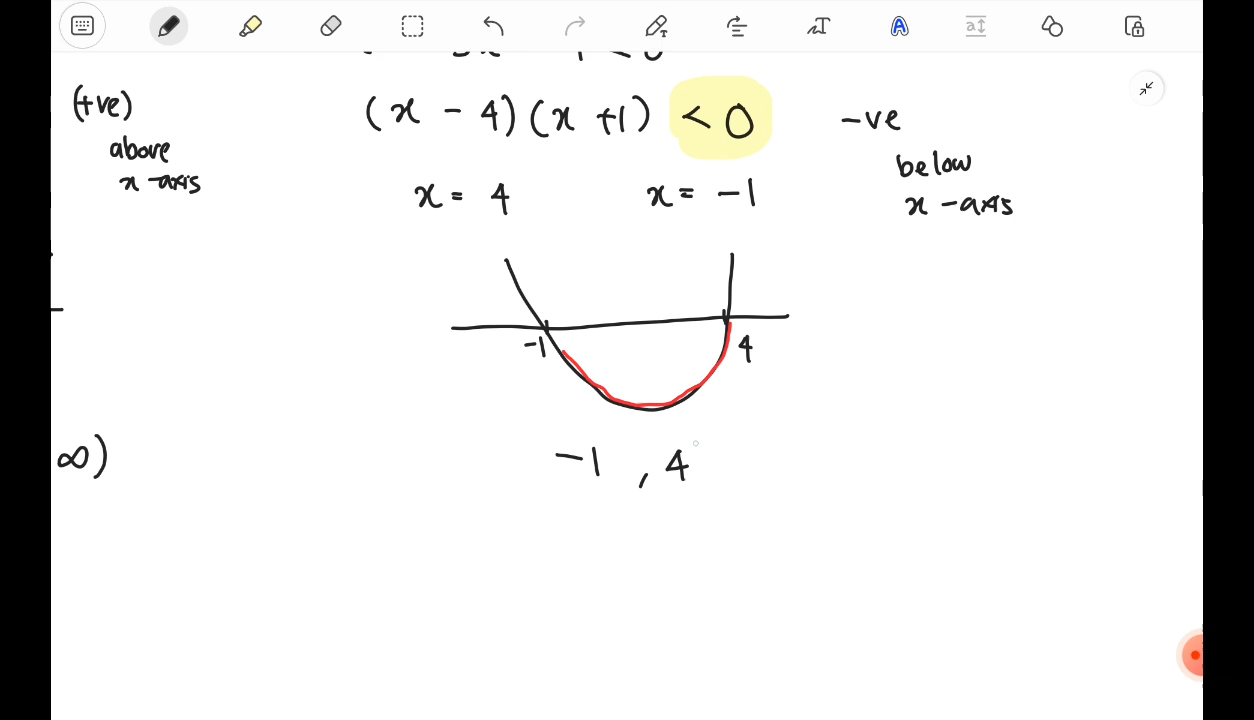 (+ve)
above
x-axis
(x - 4)(x + 1) < 0
-ve
below
x-axis
x = 4
x = -1
-1
4
∞)
-1 , 4